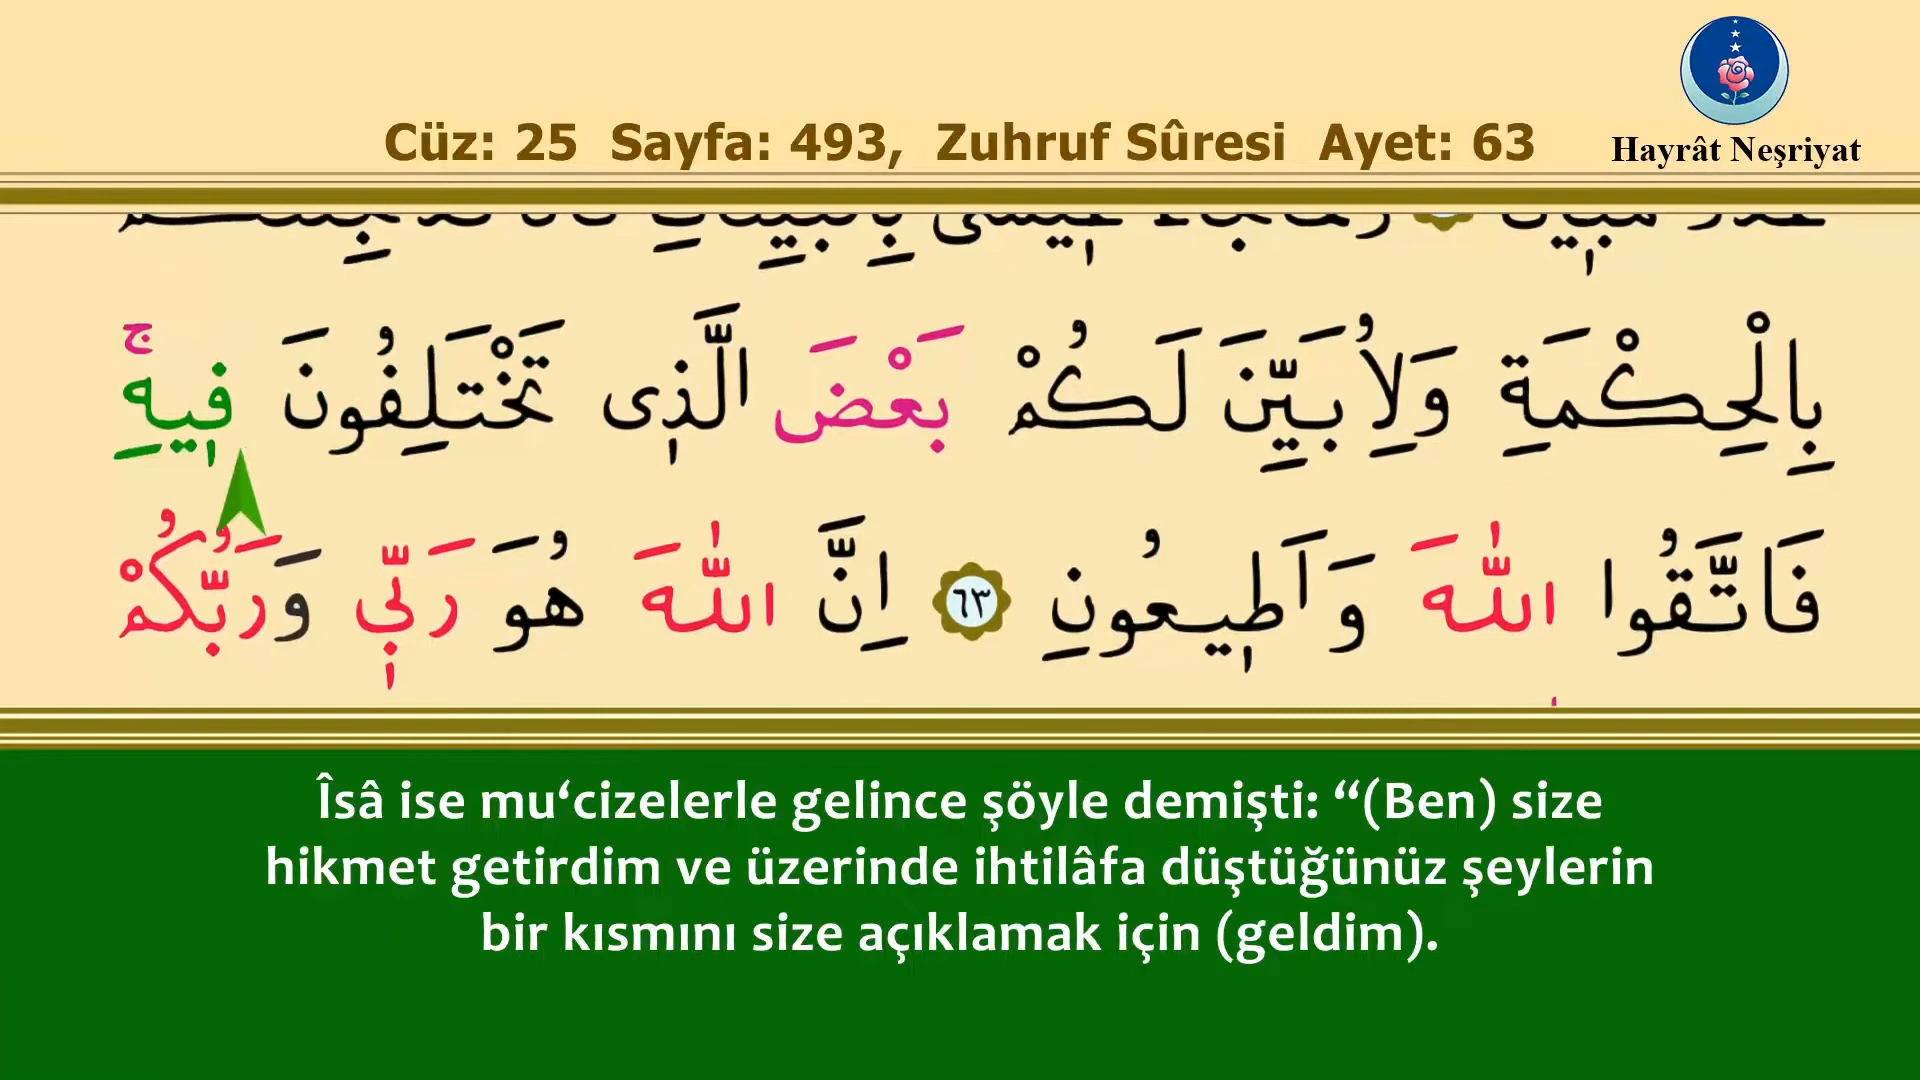 Cüz: 25 Sayfa: 493, Zuhruf Sûresi Ayet: 63
Hayrât Neşriyat
بِالْحِكْمَةِ وَلِاُبَيِّنَ لَكُمْ بَعْضَ الَّذ۪ى تَخْتَلِفُونَ ف۪يهِۚ
فَاتَّقُوا اللّٰهَ وَاَط۪يعُونِ ﴿٦٣﴾ اِنَّ اللّٰهَ هُوَ رَبّ۪ي وَرَبُّكُمْ
Îsâ ise mu‘cizelerle gelince şöyle demişti: “(Ben) size
hikmet getirdim ve üzerinde ihtilâfa düştüğünüz şeylerin
bir kısmını size açıklamak için (geldim).